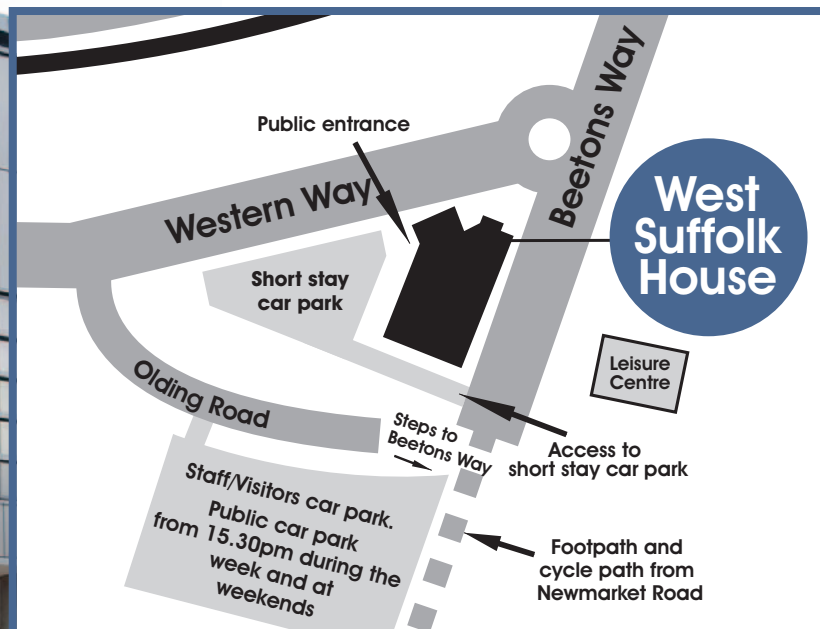 Beetons Way
Public entrance
Western Way
West
Suffolk
House
Short stay
car park
Leisure
Centre
Olding Road
Steps to
Beetons Way
Access to
short stay car park
Staff/Visitors car park.
Public car park
from 15.30pm during the
week and at
weekends
Footpath and
cycle path from
Newmarket Road